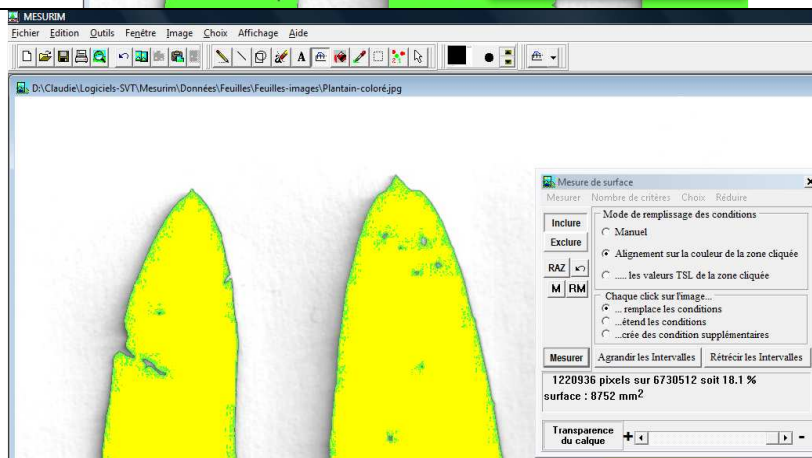 MESURIM
Fichier Edition Outils Fenêtre Image Choix Affichage Aide
A
D:\Claudie\Logiciels-SVT\Mesurim\Données\Feuilles\Feuilles-images\Plantain-coloré.jpg
Mesure de surface
Mesurer Nombre de critères Choix Réduire
Inclure
Exclure
RAZ
M RM
Mode de remplissage des conditions
Manuel
Alignement sur la couleur de la zone cliquée
..... les valeurs TSL de la zone cliquée
Chaque click sur l'image...
... remplace les conditions
...étend les conditions
...crée des condition supplémentaires
Mesurer Agrandir les Intervalles Rétrécir les Intervalles
1220936 pixels sur 6730512 soit 18.1 %
surface : 8752 mm2
Transparence du calque + -